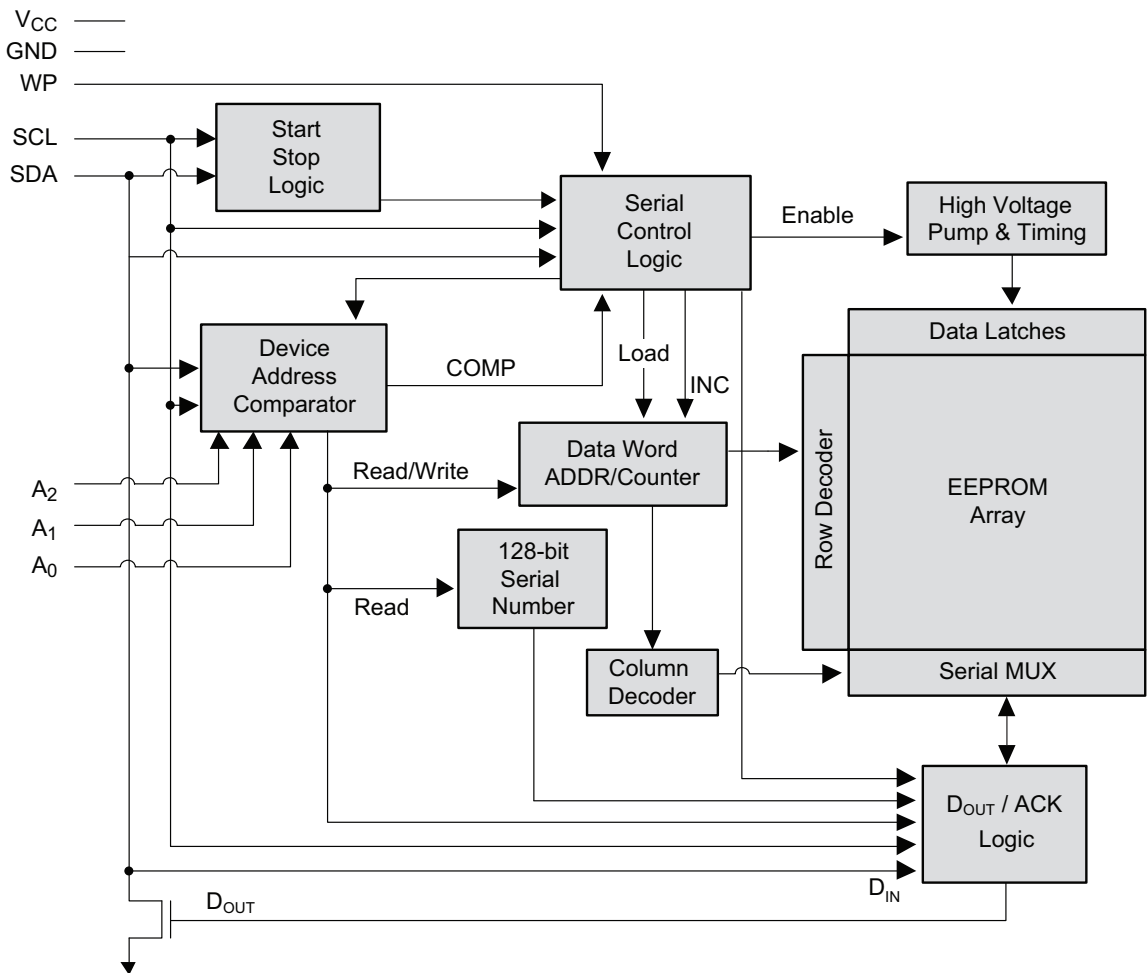 VCC
GND
WP
SCL
SDA
Start
Stop
Logic
Serial
Control
Logic
Enable
High Voltage
Pump & Timing
Data Latches
Device
Address
Comparator
COMP
Load
INC
Row Decoder
EEPROM
Array
Data Word
ADDR/Counter
Read/Write
A2
A1
A0
128-bit
Serial
Number
Read
Column
Decoder
Serial MUX
DOUT / ACK
Logic
DIN
DOUT